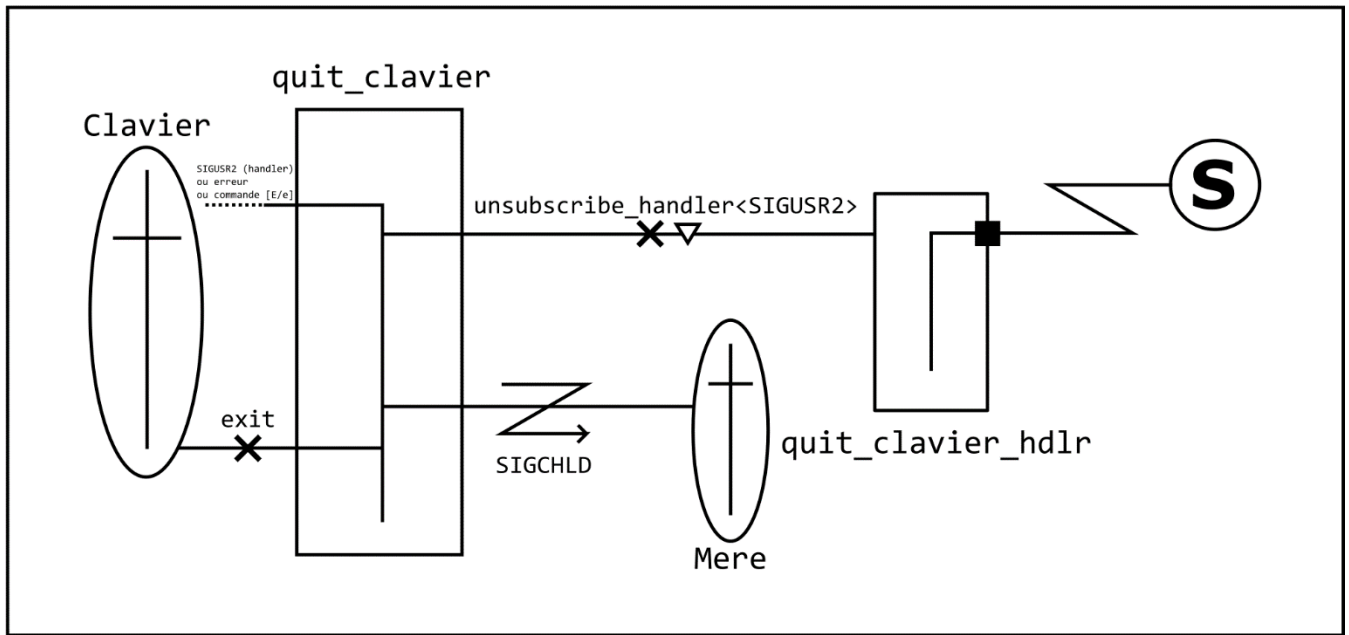 quit_clavier
Clavier
SIGUSR2 (handler)
ou erreur
ou commande [E/e]
unsubscribe_handler<SIGUSR2>
S
exit
SIGCHLD
quit_clavier_hdlr
Mere